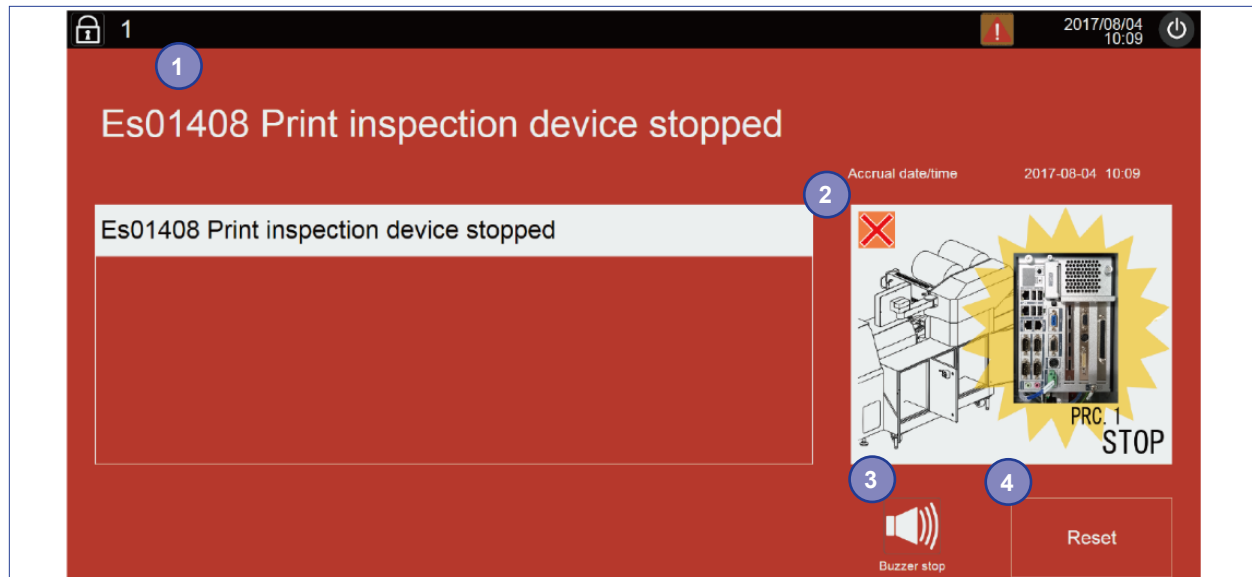 1
2017/08/04
10:09
1
Es01408 Print inspection device stopped
Accrual date/time 2017-08-04 10:09
2
Es01408 Print inspection device stopped
PRC. 1
STOP
3
4
Reset
Buzzer stop